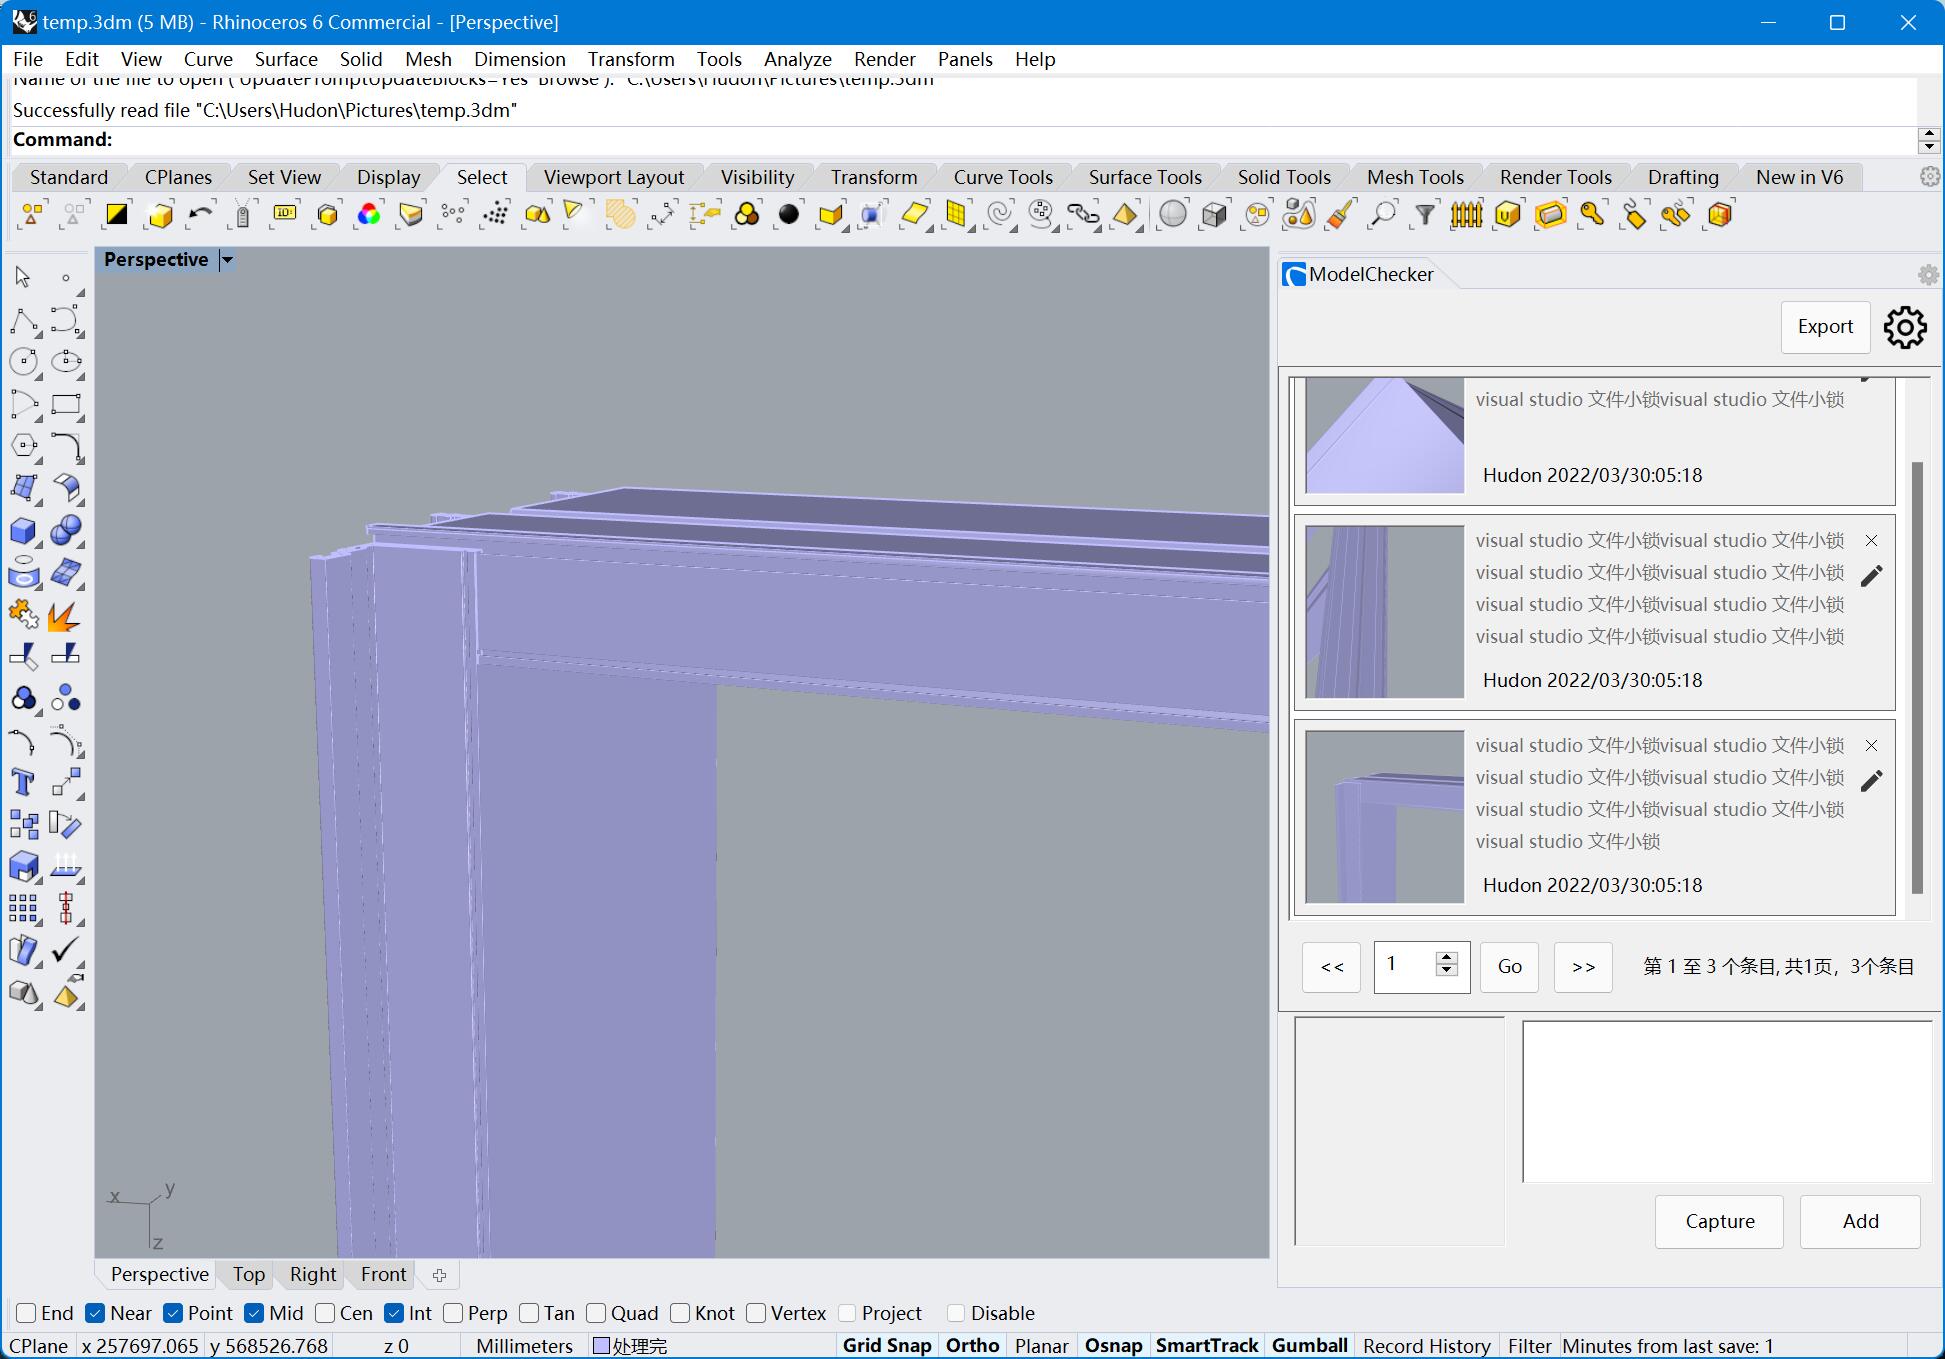 temp.3dm (5 MB) - Rhinoceros 6 Commercial - [Perspective]
File Edit View Curve Surface Solid Mesh Dimension Transform Tools Analyze Render Panels Help
Name of the file to open ( UpdatePromptUpdateBlocks=Yes Browse ): "C:\Users\Hudon\Pictures\temp.3dm"
Successfully read file "C:\Users\Hudon\Pictures\temp.3dm"
Command:
Standard CPlanes Set View Display Select Viewport Layout Visibility Transform Curve Tools Surface Tools Solid Tools Mesh Tools Render Tools Drafting New in V6
Perspective
x y z
Perspective Top Right Front
ModelChecker
Export
visual studio 文件小锁visual studio 文件小锁
Hudon 2022/03/30:05:18
visual studio 文件小锁visual studio 文件小锁
visual studio 文件小锁visual studio 文件小锁
visual studio 文件小锁visual studio 文件小锁
visual studio 文件小锁visual studio 文件小锁
Hudon 2022/03/30:05:18
visual studio 文件小锁visual studio 文件小锁
visual studio 文件小锁visual studio 文件小锁
visual studio 文件小锁visual studio 文件小锁
visual studio 文件小锁
Hudon 2022/03/30:05:18
<< 1 Go >> 第 1 至 3 个条目, 共1页，3个条目
Capture Add
End Near Point Mid Cen Int Perp Tan Quad Knot Vertex Project Disable
CPlane x 257697.065 y 568526.768 z 0 Millimeters 处理完 Grid Snap Ortho Planar Osnap SmartTrack Gumball Record History Filter Minutes from last save: 1